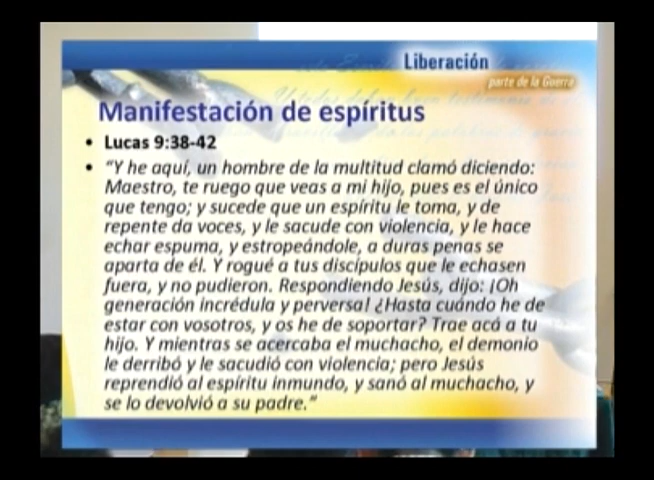 Liberación
parte de la Guerra
Manifestación de espíritus
• Lucas 9:38-42
• "Y he aquí, un hombre de la multitud clamó diciendo:
Maestro, te ruego que veas a mi hijo, pues es el único
que tengo; y sucede que un espíritu le toma, y de
repente da voces, y le sacude con violencia, y le hace
echar espuma, y estropeándole, a duras penas se
aparta de él. Y rogué a tus discípulos que le echasen
fuera, y no pudieron. Respondiendo Jesús, dijo: ¡Oh
generación incrédula y perversa! ¿Hasta cuándo he de
estar con vosotros, y os he de soportar? Trae acá a tu
hijo. Y mientras se acercaba el muchacho, el demonio
le derribó y le sacudió con violencia; pero Jesús
reprendió al espíritu inmundo, y sanó al muchacho, y
se lo devolvió a su padre."